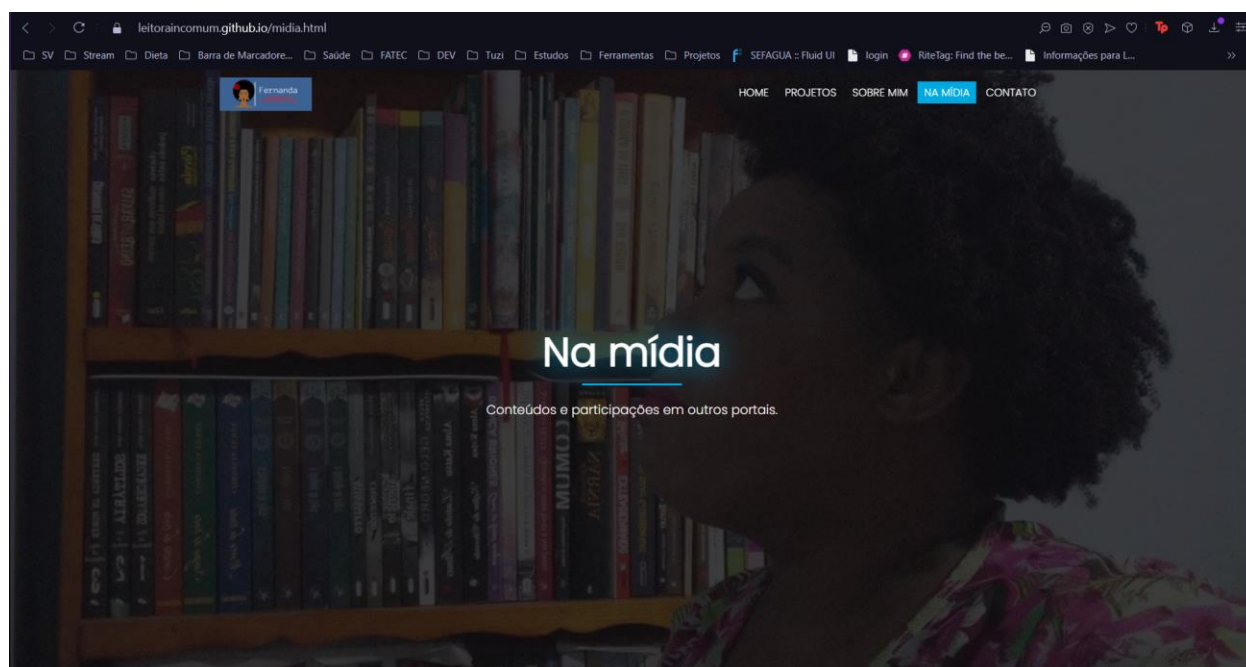 leitoraincomum.github.io/midia.html
Tp
SV Stream Dieta Barra de Marcadore... Saúde FATEC DEV Tuzi Estudos Ferramentas Projetos SEFAGUA :: Fluid UI login RiteTag: Find the be... Informações para L... »
Fernanda
HOME PROJETOS SOBRE MIM NA MÍDIA CONTATO
Na mídia
Conteúdos e participações em outros portais.